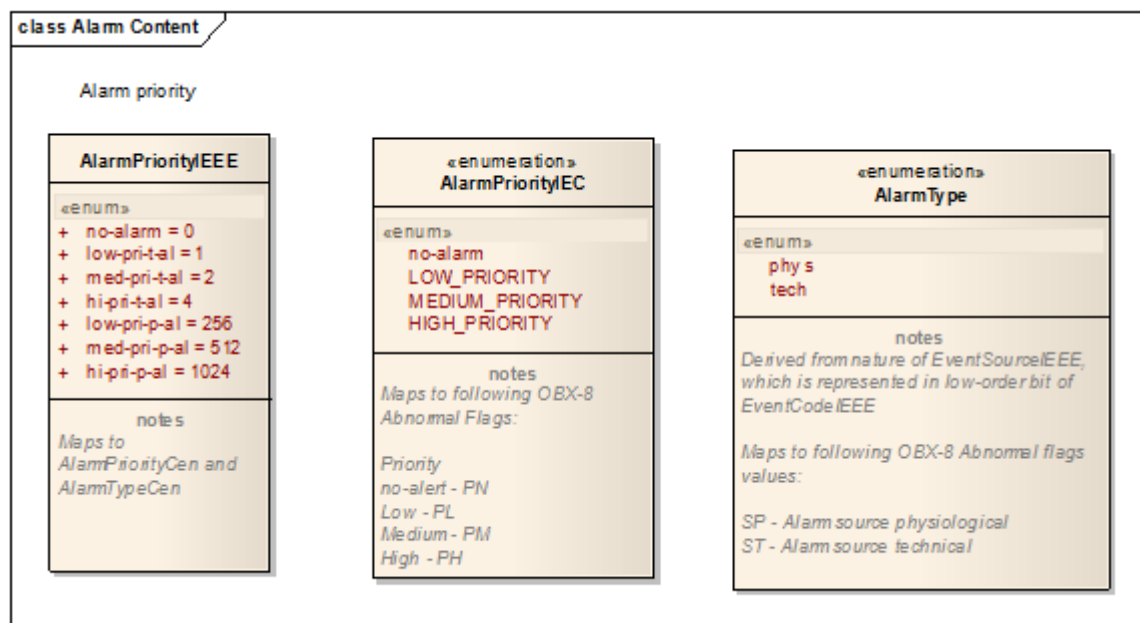 class Alarm Content
Alarm priority
AlarmPriorityIEEE
«enum»
+ no-alarm = 0
+ low-pri-t-al = 1
+ med-pri-t-al = 2
+ hi-pri-t-al = 4
+ low-pri-p-al = 256
+ med-pri-p-al = 512
+ hi-pri-p-al = 1024
notes
Maps to
AlarmPriorityCen and
AlarmTypeCen
«enumeration»
AlarmPriorityIEC
«enum»
no-alarm
LOW_PRIORITY
MEDIUM_PRIORITY
HIGH_PRIORITY
notes
Maps to following OBX-8
Abnormal Flags:
Priority
no-alert - PN
Low - PL
Medium - PM
High - PH
«enumeration»
AlarmType
«enum»
phys
tech
notes
Derived from nature of EventSourceIEEE,
which is represented in low-order bit of
EventCodeIEEE
Maps to following OBX-8 Abnormal flags
values:
SP - Alarm source physiological
ST - Alarm source technical